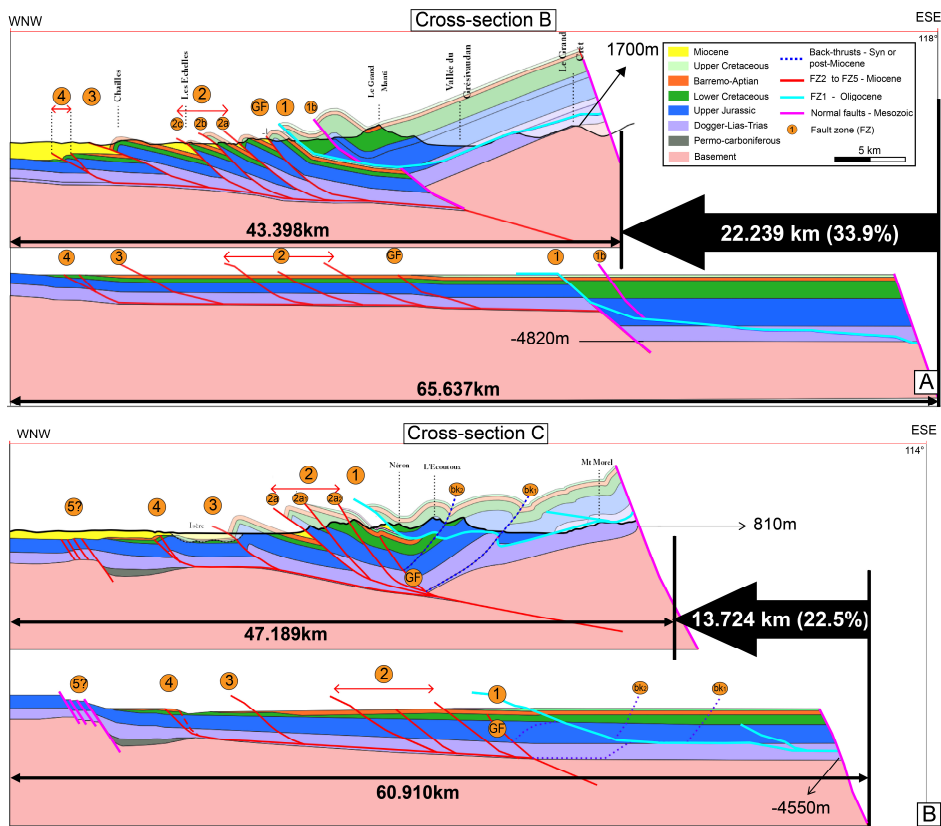 Cross-section B
WNW
ESE
118°
4
3
Chailles
Les Echelles
2
2c
2b
2a
GF
1
1b
Le Grand
Manti
Vallée du
Grésivaudan
Le Grand
Crêt
1700m
Miocene
Upper Cretaceous
Barremo-Aptian
Lower Cretaceous
Upper Jurassic
Dogger-Lias-Trias
Permo-carboniferous
Basement
Back-thrusts - Syn or
post-Miocene
FZ2 to FZ5 - Miocene
FZ1 - Oligocene
Normal faults - Mesozoic
1 Fault zone (FZ)
5 km
43.398km
22.239 km (33.9%)
4
3
2
GF
1
1b
-4820m
65.637km
A
Cross-section C
WNW
ESE
114°
5?
4
3
Isère
2
2a
2a1
2a2
1
Néron
L'Ecoutoux
bk2
bk1
Mt Morel
810m
GF
47.189km
13.724 km (22.5%)
5?
4
3
2
1
GF
bk2
bk1
60.910km
-4550m
B